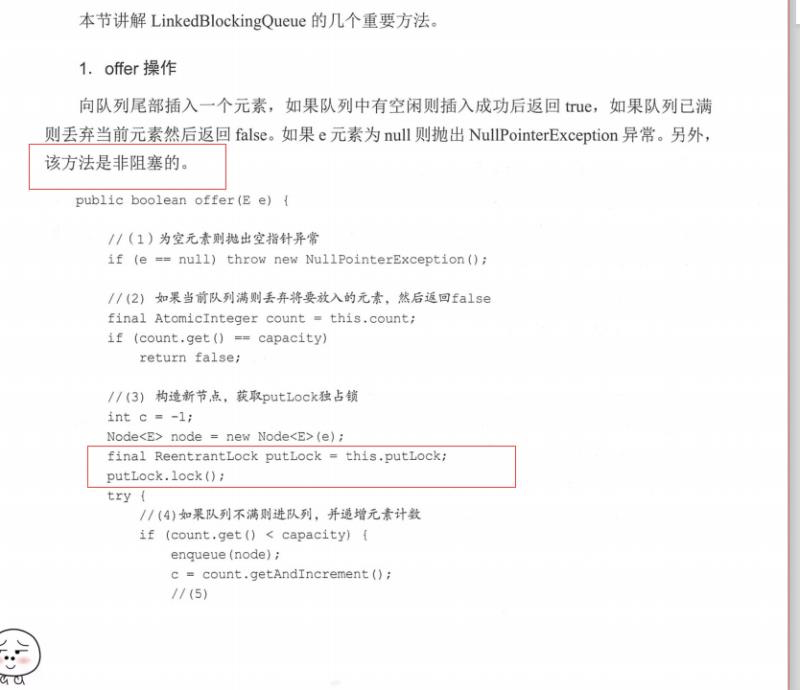 本节讲解 LinkedBlockingQueue 的几个重要方法。
1. offer 操作
向队列尾部插入一个元素，如果队列中有空闲则插入成功后返回 true，如果队列已满
则丢弃当前元素然后返回 false。如果 e 元素为 null 则抛出 NullPointerException 异常。另外，
该方法是非阻塞的。
public boolean offer(E e) {
//（1）为空元素则抛出空指针异常
if (e == null) throw new NullPointerException();
//(2) 如果当前队列满则丢弃将要放入的元素，然后返回false
final AtomicInteger count = this.count;
if (count.get() == capacity)
return false;
//(3) 构造新节点，获取putLock独占锁
int c = -1;
Node<E> node = new Node<E>(e);
final ReentrantLock putLock = this.putLock;
putLock.lock();
try {
//(4)如果队列不满则进队列，并递增元素计数
if (count.get() < capacity) {
enqueue(node);
c = count.getAndIncrement();
//(5)